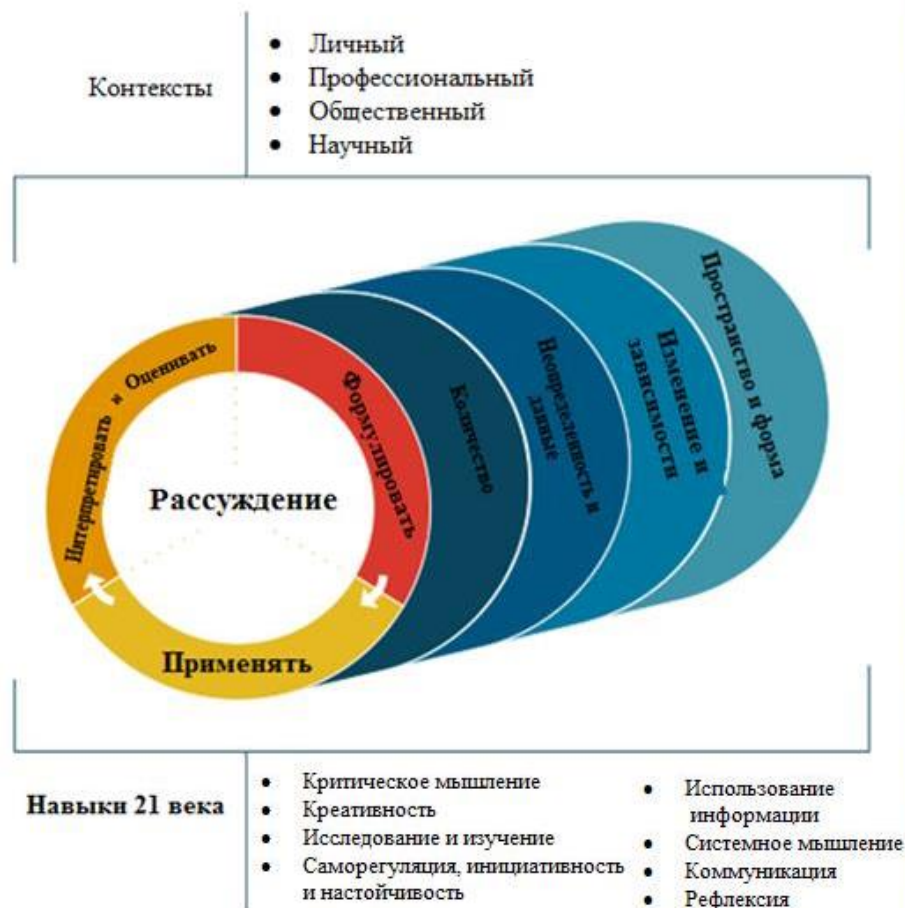 Контексты
• Личный
• Профессиональный
• Общественный
• Научный
Интерпретировать и Оценивать
Формулировать
Применять
Рассуждение
Количество
Неопределенность и
данные
Изменение и
зависимости
Пространство и форма
Навыки 21 века
• Критическое мышление
• Креативность
• Исследование и изучение
• Саморегуляция, инициативность
и настойчивость
• Использование
информации
• Системное мышление
• Коммуникация
• Рефлексия